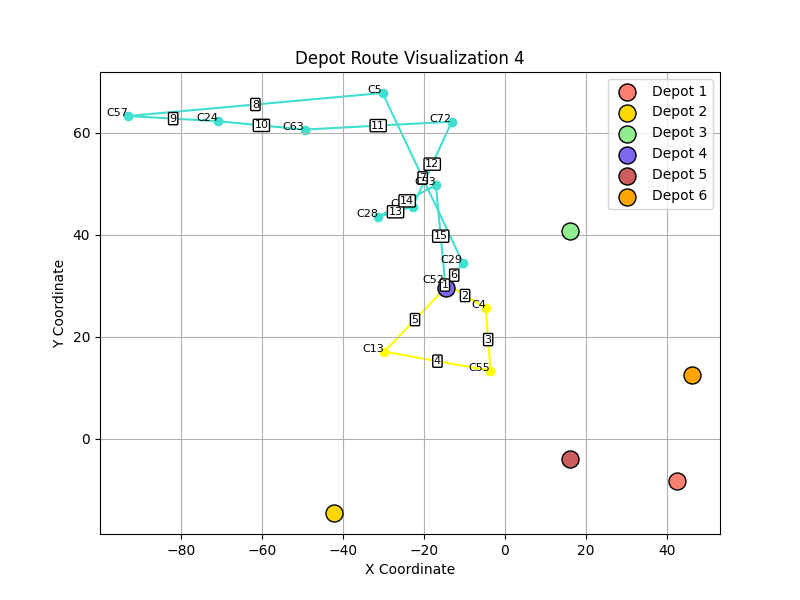 Depot Route Visualization 4
Depot 1
Depot 2
Depot 3
Depot 4
Depot 5
Depot 6
C5
C57
8
9
C24
10
C63
11
C72
12
7
14
C28
13
15
C29
6
C52
1
2
C4
5
3
C13
4
C55
60
40
20
0
−80
−60
−40
−20
0
20
40
X Coordinate
Y Coordinate